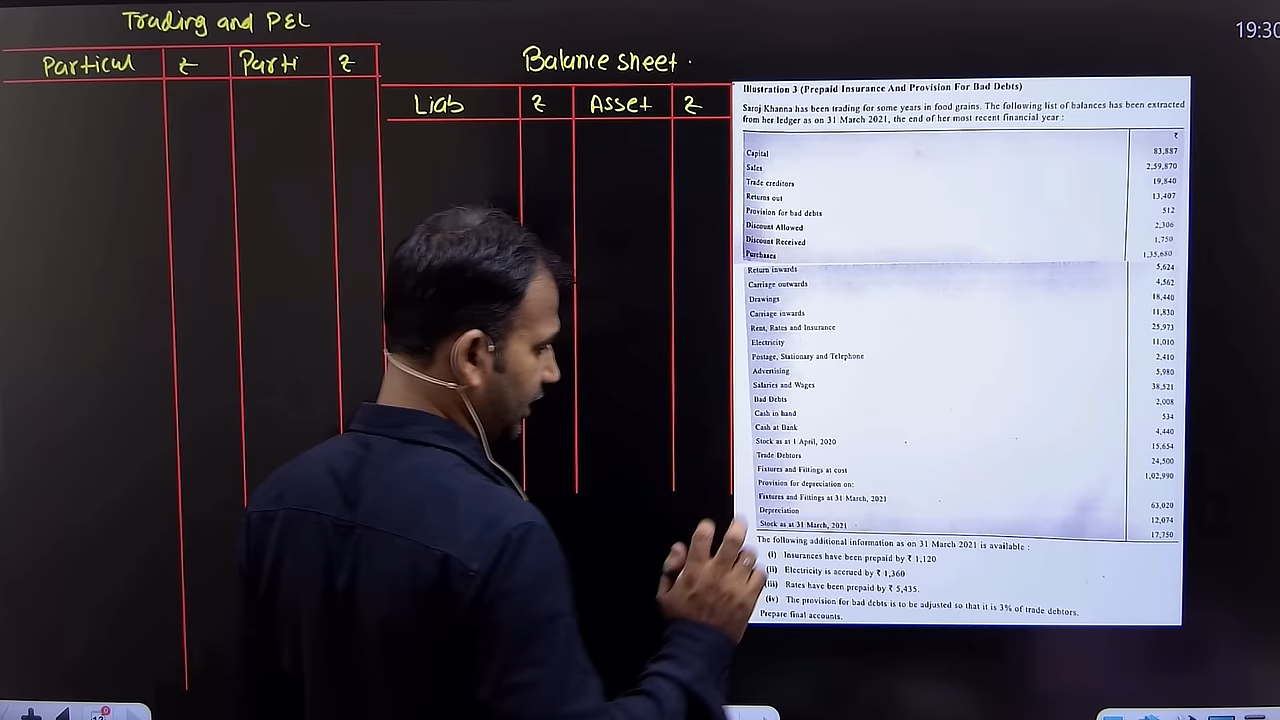 Trading and P&L
Particul ₹ Parti ₹
Balance sheet .
Liab ₹ Asset ₹
19:30
Illustration 3 (Prepaid Insurance And Provision For Bad Debts)
Saroj Khanna has been trading for some years in food grains. The following list of balances has been extracted
from her ledger as on 31 March 2021, the end of her most recent financial year :
₹
Capital 83,887
Sales 2,59,870
Trade creditors 19,840
Returns out 13,407
Provision for bad debts 512
Discount Allowed 2,306
Discount Received 1,750
Purchases 1,35,680
Return inwards 5,624
Carriage outwards 4,562
Drawings 18,440
Carriage inwards 11,830
Rent, Rates and Insurance 25,973
Electricity 11,010
Postage, Stationary and Telephone 2,410
Advertising 5,980
Salaries and Wages 38,521
Bad Debts 2,008
Cash in hand 534
Cash at Bank 4,440
Stock as at 1 April, 2020 15,654
Trade Debtors 24,500
Fixtures and Fittings at cost 1,02,990
Provision for depreciation on:
Fixtures and Fittings at 31 March, 2021 63,020
Depreciation 12,074
Stock as at 31 March, 2021 17,750
The following additional information as on 31 March 2021 is available :
(i) Insurances have been prepaid by ₹ 1,120
(ii) Electricity is accrued by ₹ 1,360
(iii) Rates have been prepaid by ₹ 5,435.
(iv) The provision for bad debts is to be adjusted so that it is 3% of trade debtors.
Prepare final accounts.